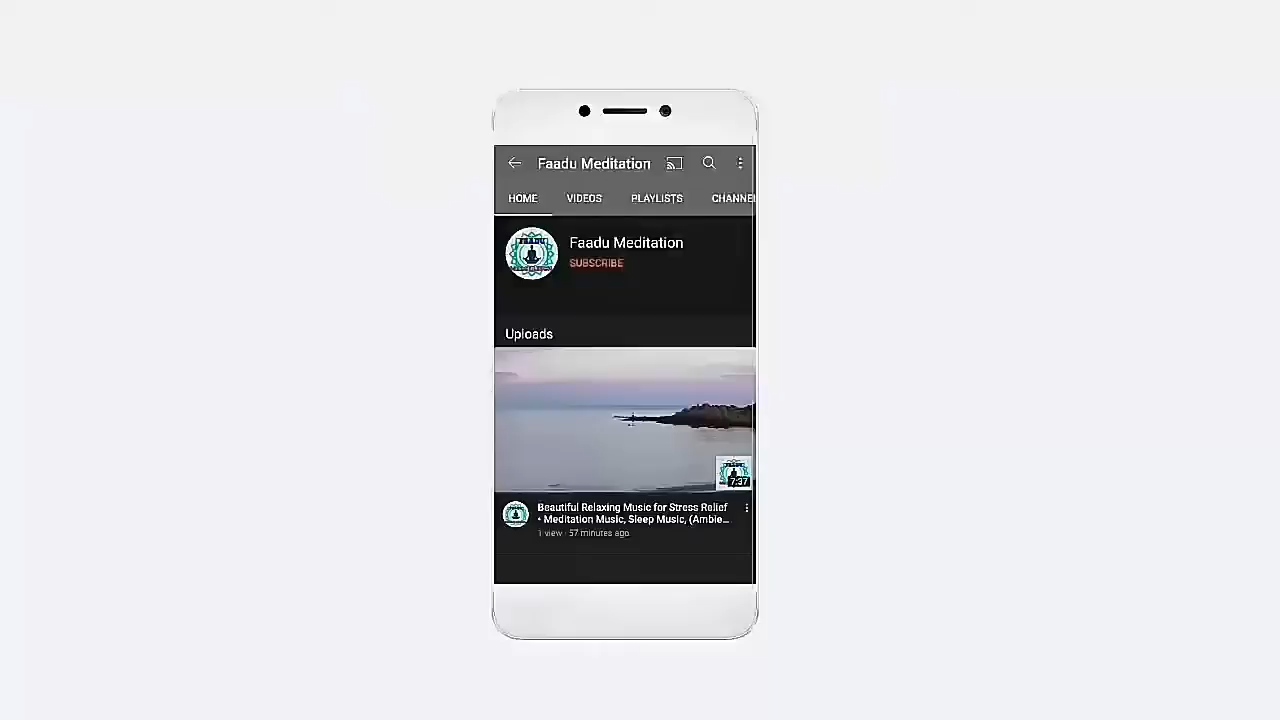 Faadu Meditation
HOME VIDEOS PLAYLISTS CHANNEL
Faadu Meditation
SUBSCRIBE
Uploads
7:37
Beautiful Relaxing Music for Stress Relief
• Meditation Music, Sleep Music, (Ambie...
1 view · 57 minutes ago